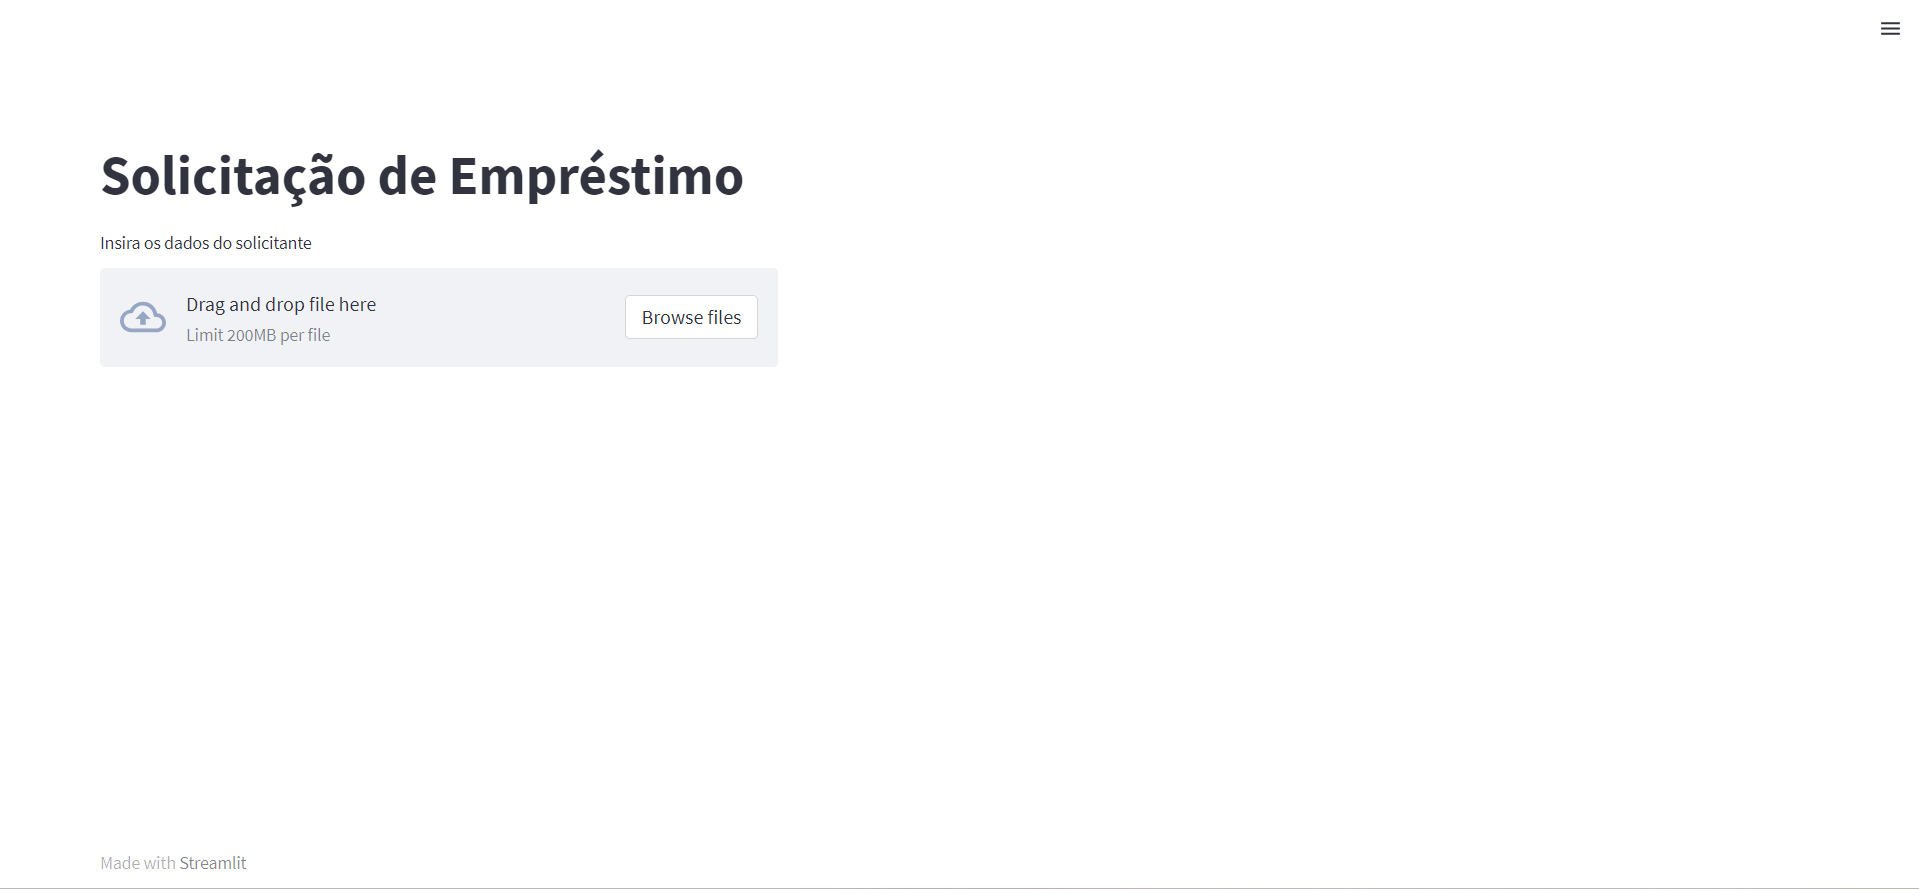 Solicitação de Empréstimo
Insira os dados do solicitante
Drag and drop file here
Limit 200MB per file
Browse files
Made with Streamlit